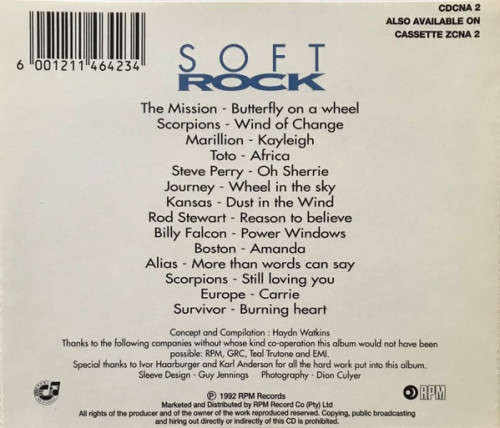 CDCNA 2
ALSO AVAILABLE ON
CASSETTE ZCNA 2
6 001211 464234
SOFT
ROCK
The Mission - Butterfly on a wheel
Scorpions - Wind of Change
Marillion - Kayleigh
Toto - Africa
Steve Perry - Oh Sherrie
Journey - Wheel in the sky
Kansas - Dust in the Wind
Rod Stewart - Reason to believe
Billy Falcon - Power Windows
Boston - Amanda
Alias - More than words can say
Scorpions - Still loving you
Europe - Carrie
Survivor - Burning heart
Concept and Compilation : Haydn Watkins
Thanks to the following companies without whose kind co-operation this album would not have been
possible: RPM, GRC, Teal Trutone and EMI.
Special thanks to Ivor Haarburger and Karl Anderson for all the hard work put into this album.
Sleeve Design - Guy Jennings Photography - Dion Culyer
℗ 1992 RPM Records
Marketed and Distributed by RPM Record Co (Pty) Ltd
All rights of the producer and of the owner of the work reproduced reserved. Copying, public broadcasting
and hiring out directly or indirectly of this CD is prohibited.
RPM